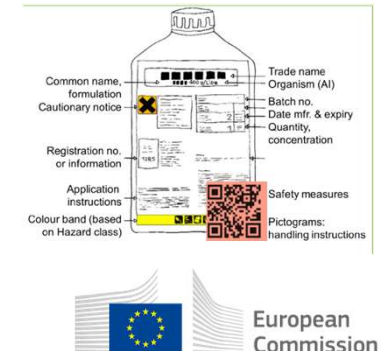 Common name,
formulation
Cautionary notice
Registration no.
or information
Application
instructions
Colour band (based
on Hazard class)
Trade name
Organism (AI)
Batch no.
Date mfr. & expiry
Quantity,
concentration
Safety measures
Pictograms:
handling instructions
European
Commission